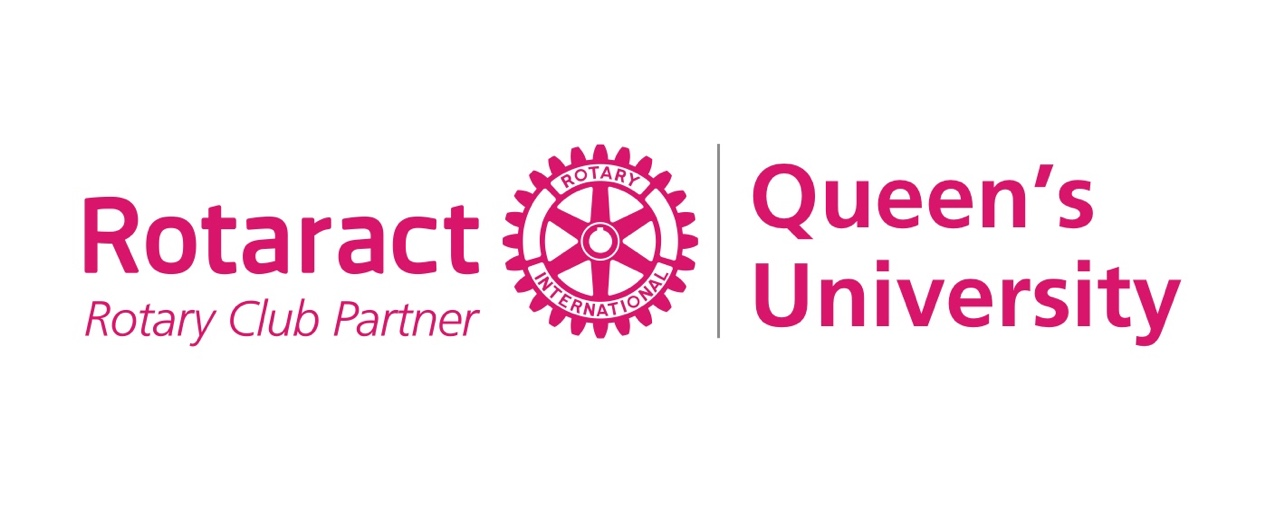 Rotaract
Rotary Club Partner
ROTARY
INTERNATIONAL
Queen’s
University